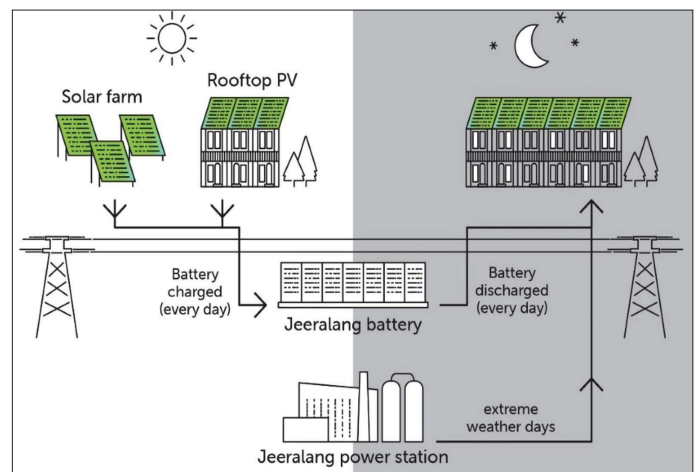 Solar farm
Rooftop PV
Battery
charged
(every day)
Battery
discharged
(every day)
Jeeralang battery
extreme
weather days
Jeeralang power station